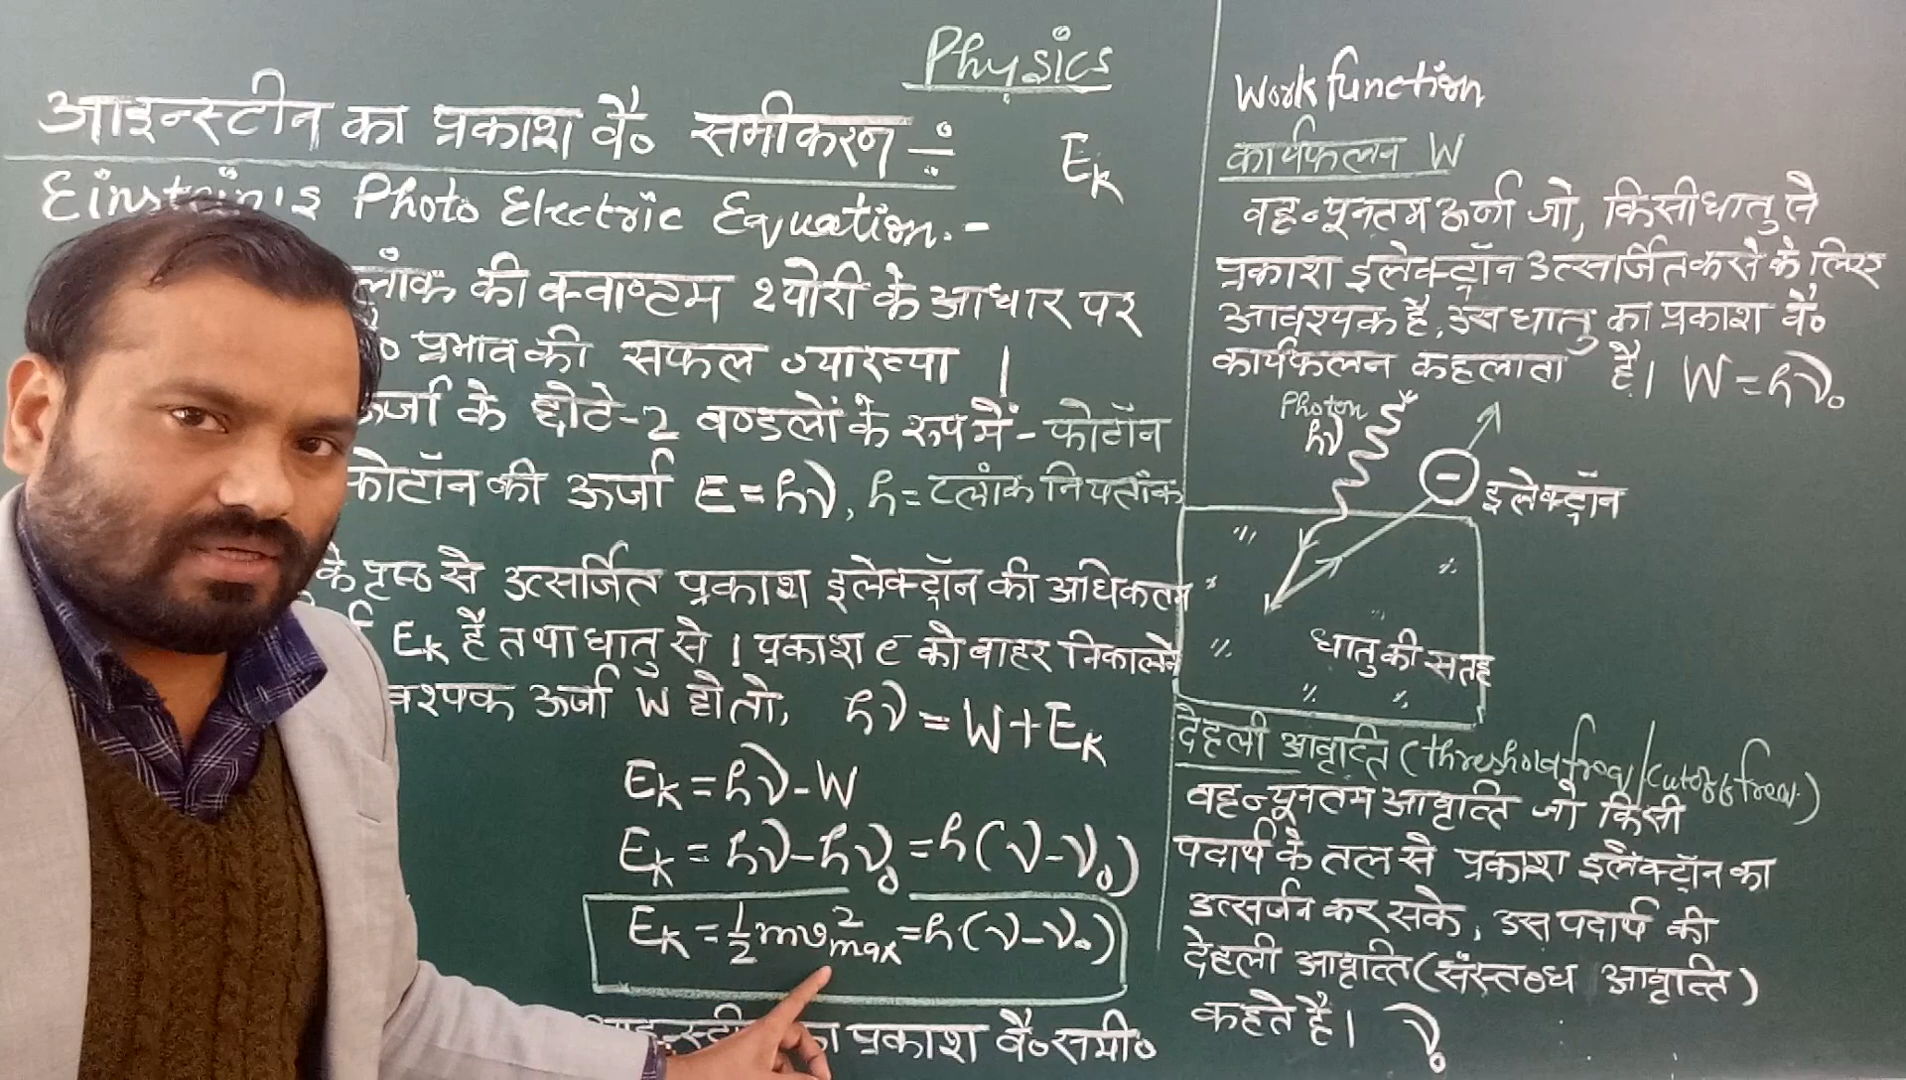 Physics
आइन्स्टीन का प्रकाश वै० समीकरण ÷
Einstein's Photo Electric Equation.-
Ek
लांक की क्वाण्टम थ्योरी के आधार पर
० प्रभाव की सफल व्याख्या ।
ऊर्जा के छोटे-2 बण्डलों के रूप में - फोटॉन
फोटॉन की ऊर्जा E=hν, h= प्लांक नियतांक
के पृष्ठ से उत्सर्जित प्रकाश इलेक्ट्रॉन की अधिकतम
Ek है तथा धातु से 1 प्रकाश e को बाहर निकालने
वश्यक ऊर्जा W हो तो, hν = W+Ek
Ek = hν-W
Ek = hν-hν₀ = h(ν-ν₀)
Ek = ½mv²max = h(ν-ν₀)
का प्रकाश वै० समी०
Work function
कार्यफलन W
वह न्यूनतम ऊर्जा जो, किसी धातु से
प्रकाश इलेक्ट्रॉन उत्सर्जित करने के लिए
आवश्यक है, उस धातु का प्रकाश वै०
कार्यफलन कहलाता है। W=hν₀
Photon
hν
-
इलेक्ट्रॉन
धातु की सतह
देहली आवृत्ति (threshold freq/cutoff freq.)
वह न्यूनतम आवृत्ति जो किसी
पदार्थ के तल से प्रकाश इलेक्ट्रॉन का
उत्सर्जन कर सके, उस पदार्थ की
देहली आवृत्ति (संस्तब्ध आवृत्ति)
कहते है। ν₀